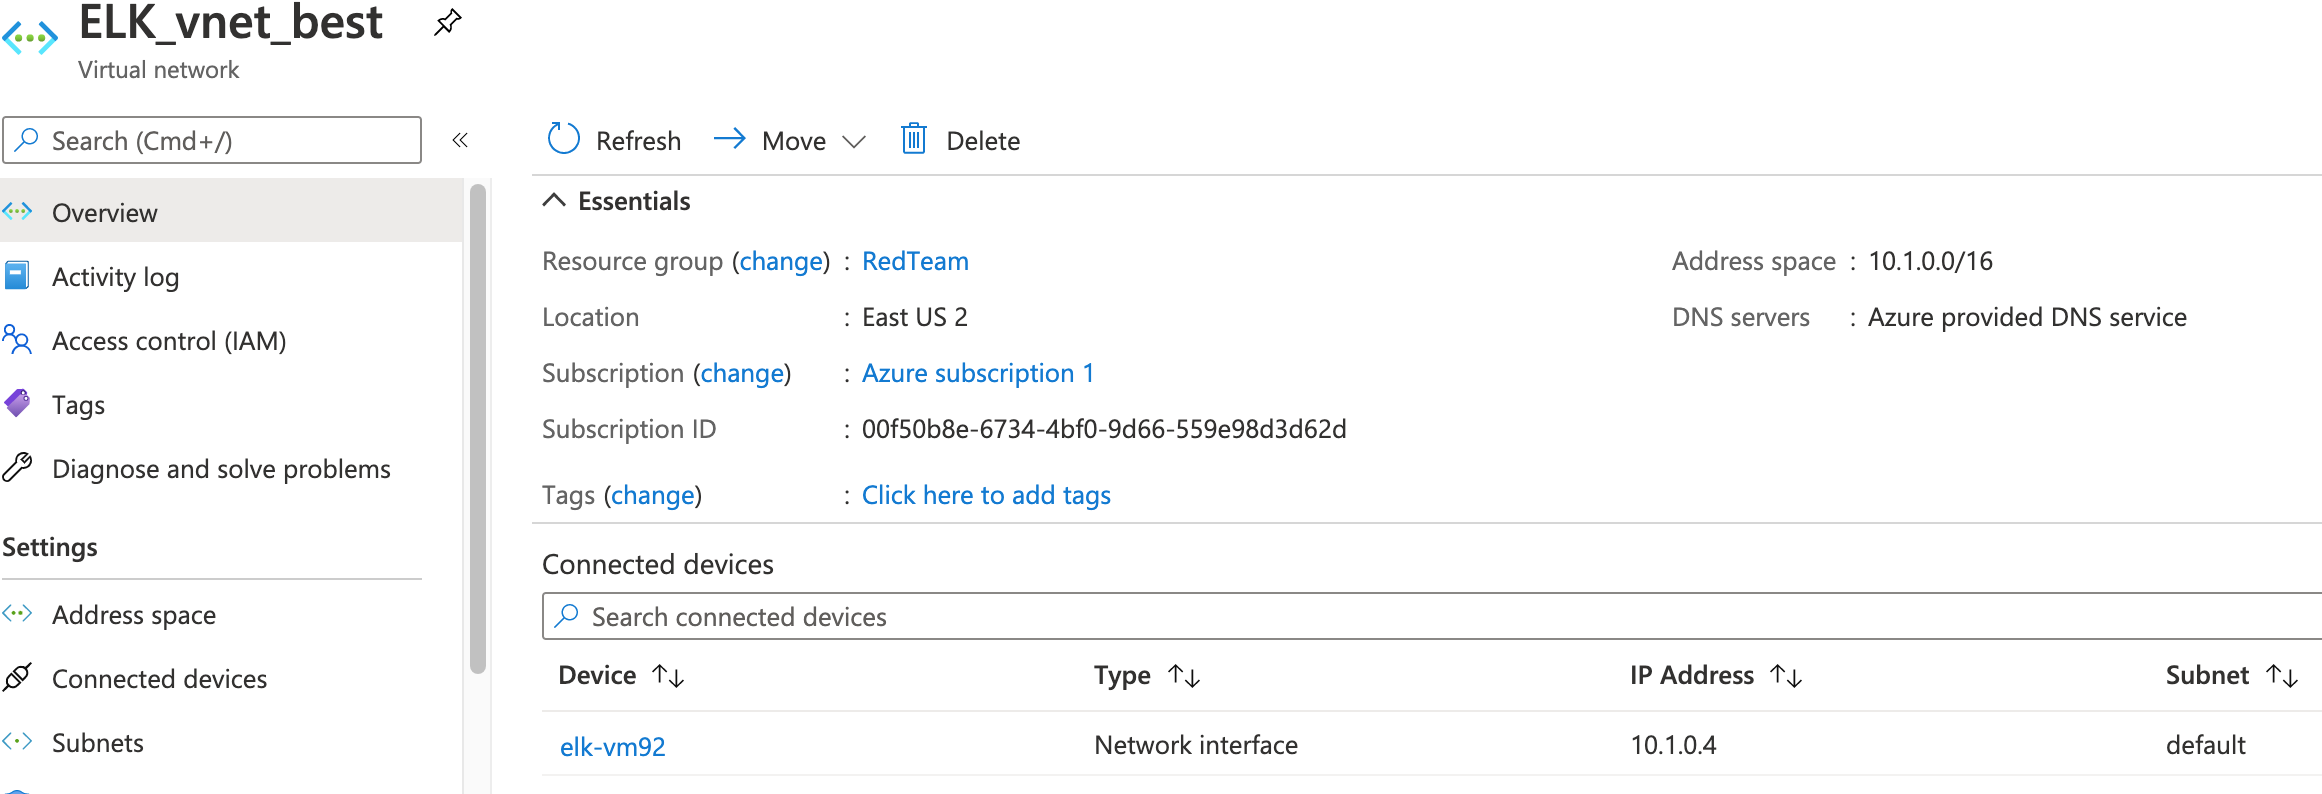 ELK_vnet_best
Virtual network
Search (Cmd+/)
«
Overview
Activity log
Access control (IAM)
Tags
Diagnose and solve problems
Settings
Address space
Connected devices
Subnets
Refresh
Move
Delete
Essentials
Resource group (change) : RedTeam
Location : East US 2
Subscription (change) : Azure subscription 1
Subscription ID : 00f50b8e-6734-4bf0-9d66-559e98d3d62d
Tags (change) : Click here to add tags
Address space : 10.1.0.0/16
DNS servers : Azure provided DNS service
Connected devices
Search connected devices
Device ↑↓ Type ↑↓ IP Address ↑↓ Subnet ↑↓
elk-vm92 Network interface 10.1.0.4 default